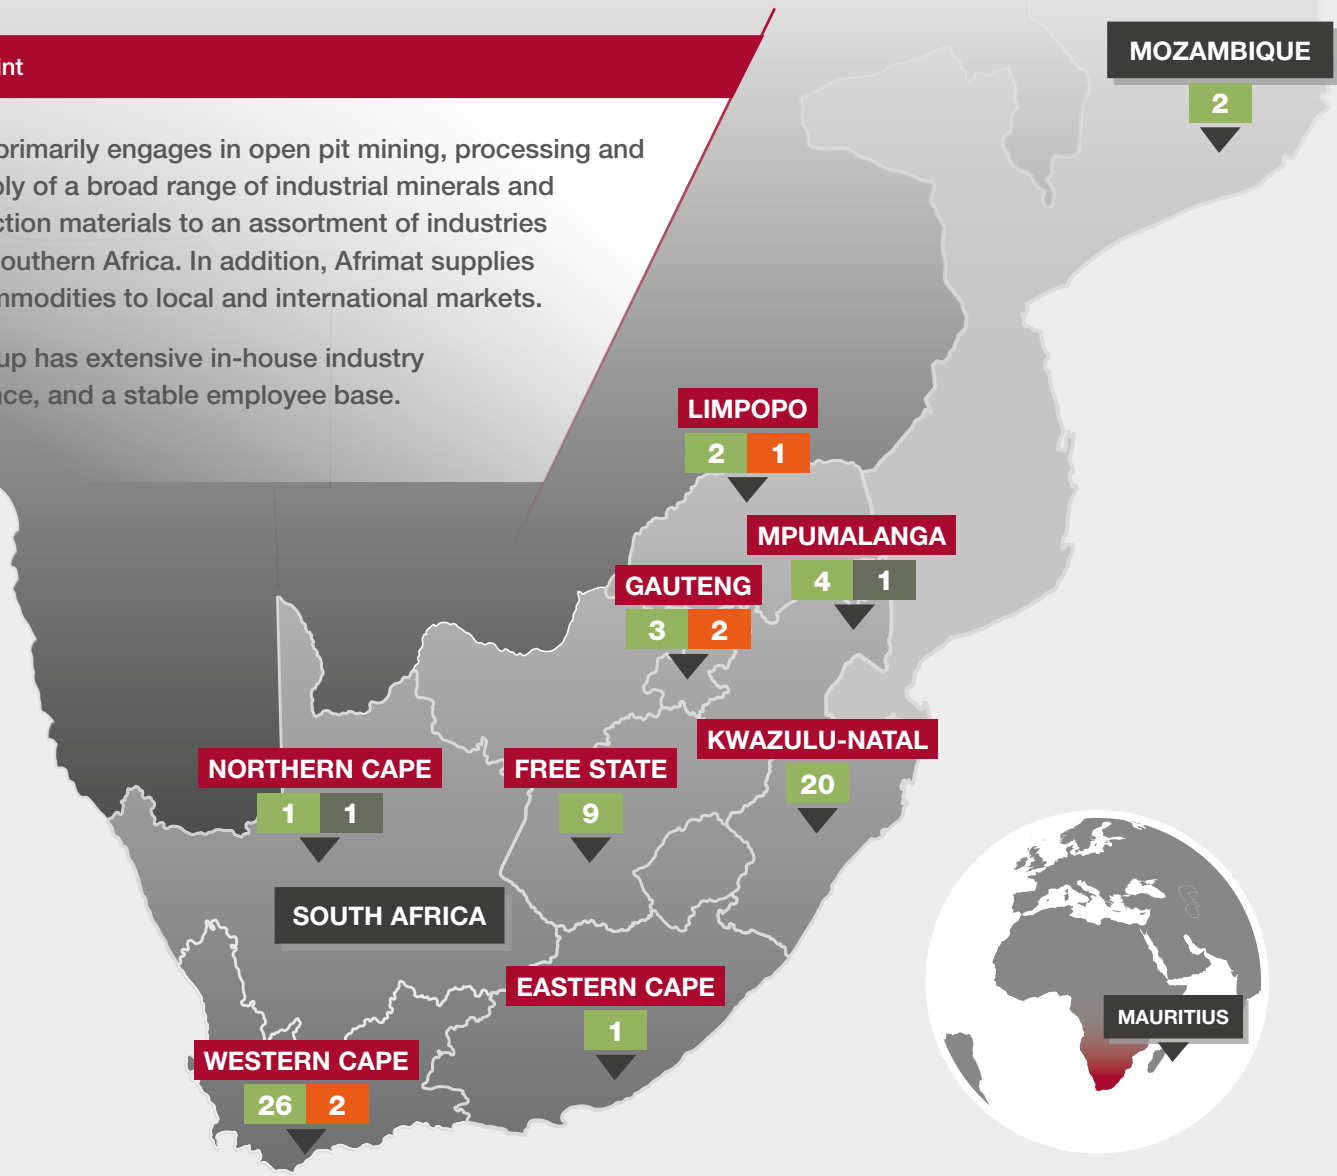 int
primarily engages in open pit mining, processing and
ly of a broad range of industrial minerals and
ction materials to an assortment of industries
outhern Africa. In addition, Afrimat supplies
mmodities to local and international markets.
up has extensive in-house industry
nce, and a stable employee base.
MOZAMBIQUE
2
LIMPOPO
2 1
MPUMALANGA
4 1
GAUTENG
3 2
KWAZULU-NATAL
20
NORTHERN CAPE
1 1
FREE STATE
9
SOUTH AFRICA
EASTERN CAPE
1
WESTERN CAPE
26 2
MAURITIUS